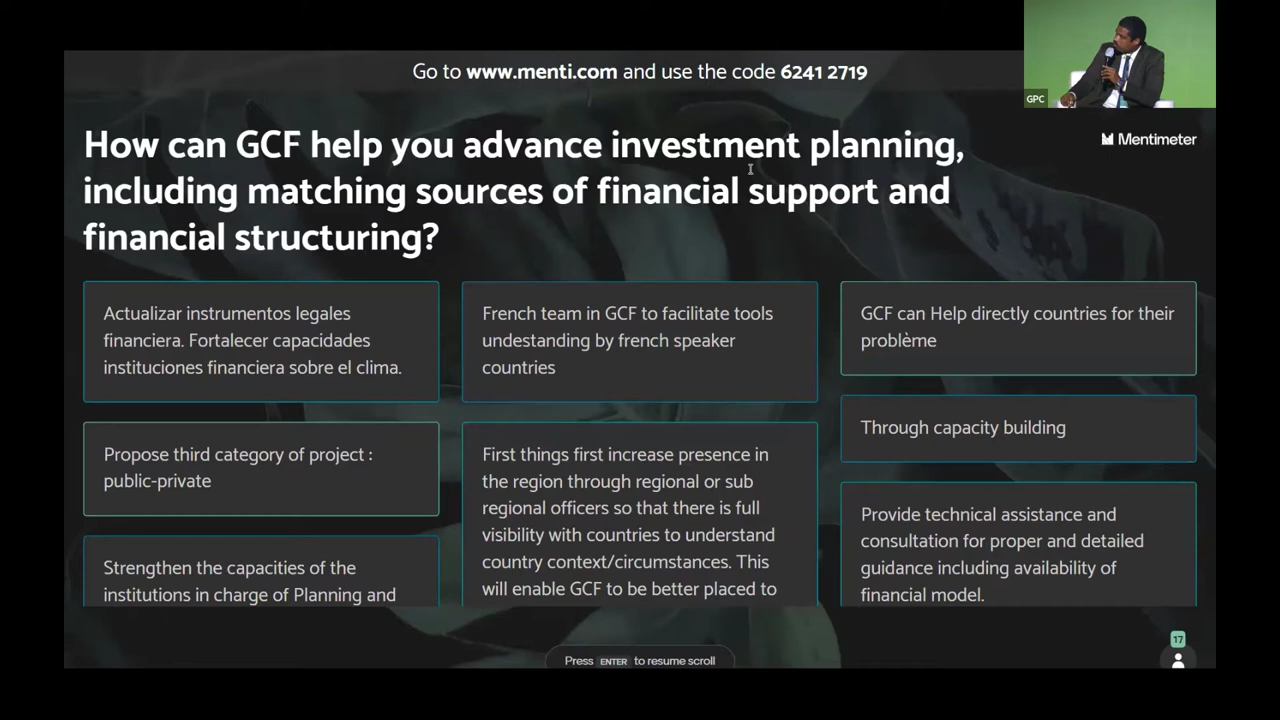 Go to www.menti.com and use the code 6241 2719
GPC
Mentimeter
How can GCF help you advance investment planning,
including matching sources of financial support and
financial structuring?
Actualizar instrumentos legales
financiera. Fortalecer capacidades
instituciones financiera sobre el clima.
Propose third category of project :
public-private
Strengthen the capacities of the
institutions in charge of Planning and
French team in GCF to facilitate tools
undestanding by french speaker
countries
First things first increase presence in
the region through regional or sub
regional officers so that there is full
visibility with countries to understand
country context/circumstances. This
will enable GCF to be better placed to
GCF can Help directly countries for their
problème
Through capacity building
Provide technical assistance and
consultation for proper and detailed
guidance including availability of
financial model.
17
Press ENTER to resume scroll